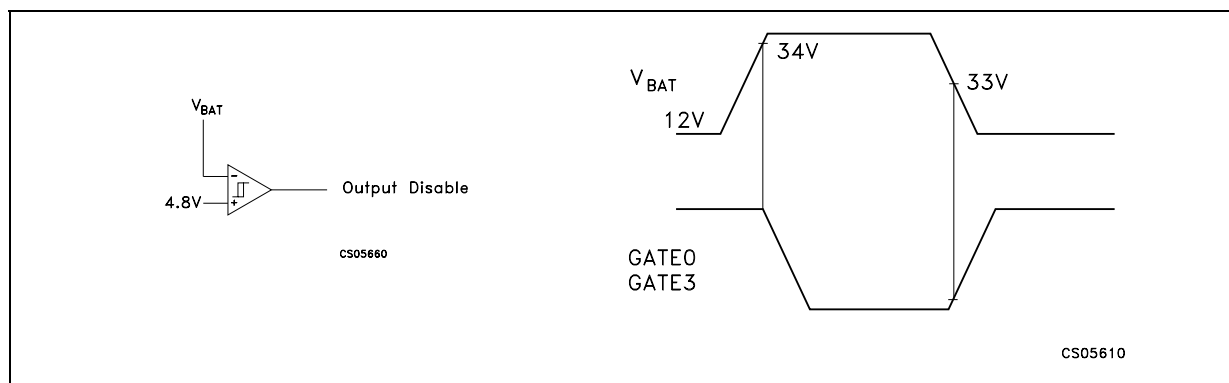 V_BAT
-
4.8V
+
Output Disable
CS05660
V_BAT
12V
34V
33V
GATE0
GATE3
CS05610